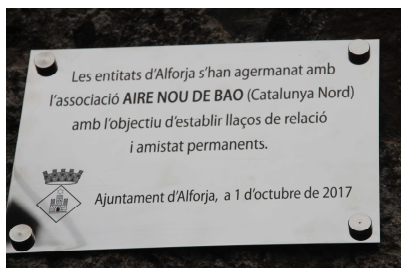 Les entitats d'Alforja s'han agermanat amb
l'associació AIRE NOU DE BAO (Catalunya Nord)
amb l'objectiu d'establir llaços de relació
i amistat permanents.
Ajuntament d'Alforja, a 1 d'octubre de 2017